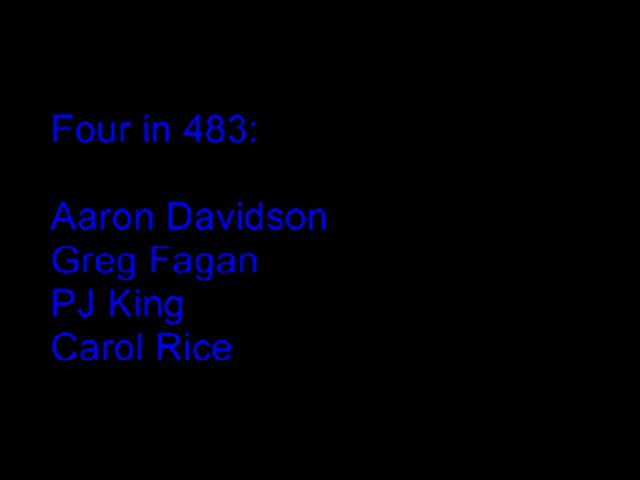 Four in 483:
Aaron Davidson
Greg Fagan
PJ King
Carol Rice